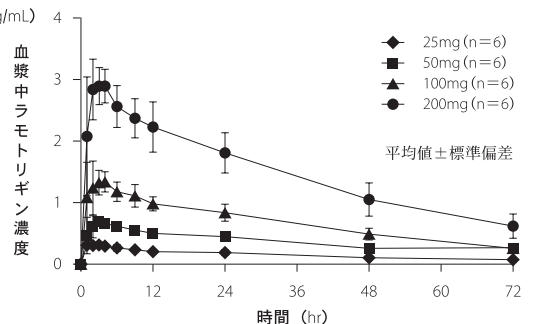 g/mL)
血漿中ラモトリギン濃度
4
3
2
1
0
25mg(n=6)
50mg(n=6)
100mg(n=6)
200mg(n=6)
平均値±標準偏差
0 12 24 36 48 60 72
時間 (hr)